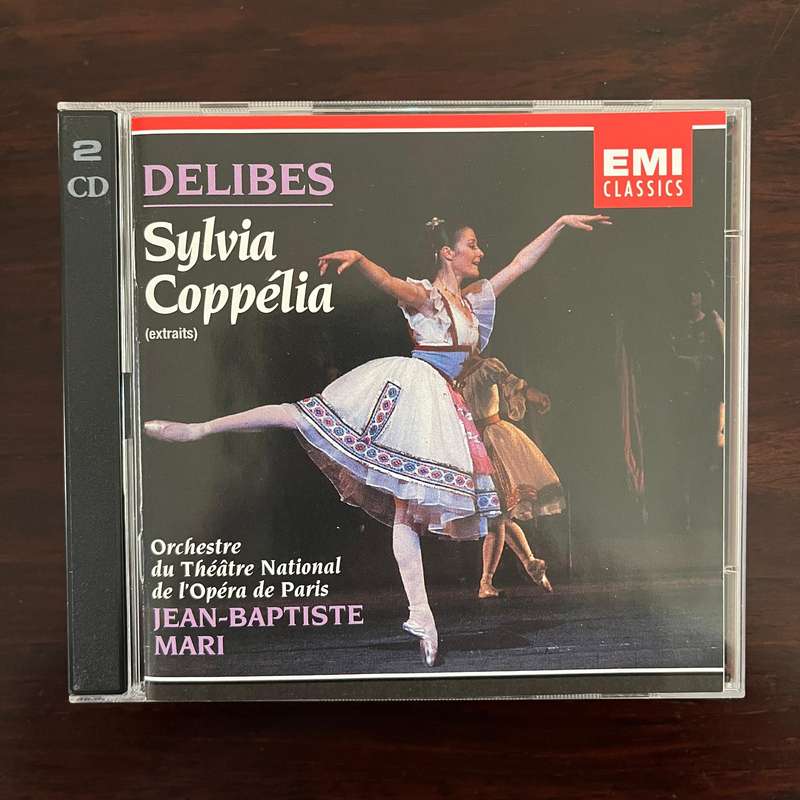 2
CD
DELIBES
EMI
CLASSICS
Sylvia
Coppélia
(extraits)
Orchestre
du Théâtre National
de l'Opéra de Paris
JEAN-BAPTISTE
MARI